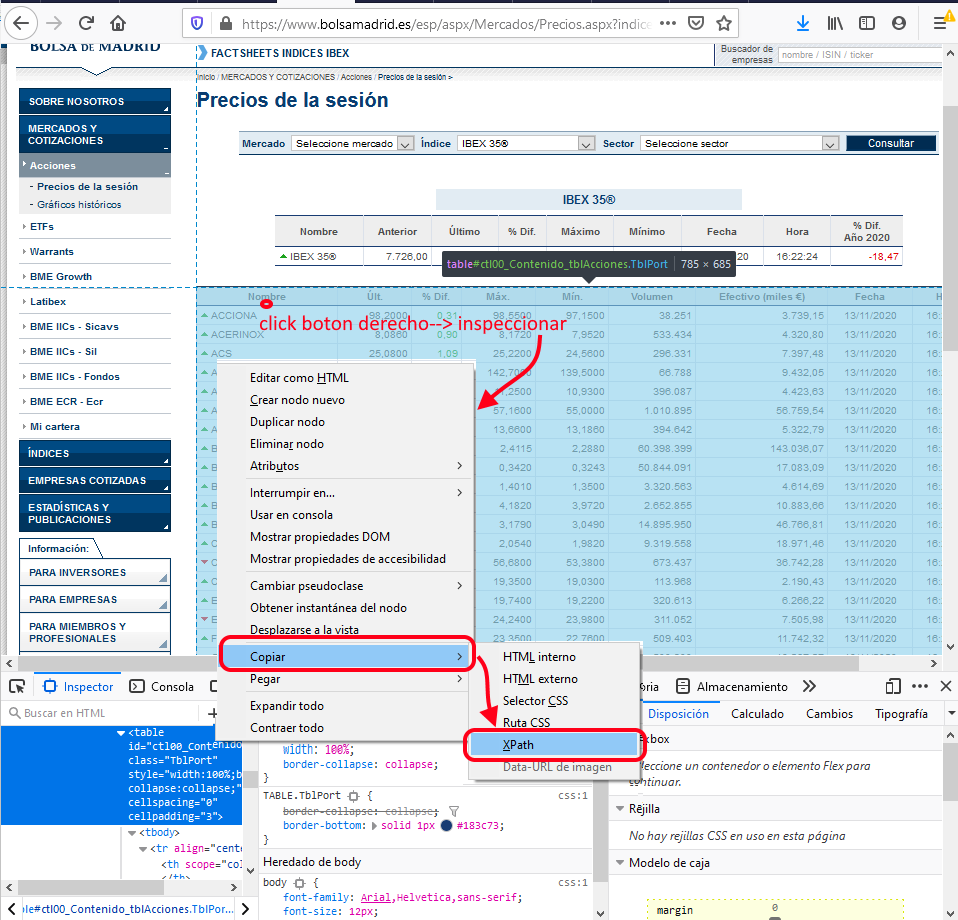 https://www.bolsamadrid.es/esp/aspx/Mercados/Precios.aspx?indice
BOLSA DE MADRID
FACTSHEETS INDICES IBEX
Buscador de
empresas
nombre / ISIN / ticker
Inicio / MERCADOS Y COTIZACIONES / Acciones / Precios de la sesión >
Precios de la sesión
SOBRE NOSOTROS
MERCADOS Y
COTIZACIONES
Acciones
- Precios de la sesión
- Gráficos históricos
ETFs
Warrants
BME Growth
Latibex
BME IICs - Sicavs
BME IICs - Sil
BME IICs - Fondos
BME ECR - Ecr
Mi cartera
ÍNDICES
EMPRESAS COTIZADAS
ESTADÍSTICAS Y
PUBLICACIONES
Información:
PARA INVERSORES
PARA EMPRESAS
PARA MIEMBROS Y
PROFESIONALES
Mercado Seleccione mercado Índice IBEX 35® Sector Seleccione sector Consultar
IBEX 35®
Nombre Anterior Último % Dif. Máximo Mínimo Fecha Hora % Dif.
Año 2020
IBEX 35® 7.726,00 16:22:24 -18,47
table#ctl00_Contenido_tblAcciones.TblPort 785 × 685
Nombre Últ. % Dif. Máx. Mín. Volumen Efectivo (miles €) Fecha H
ACCIONA 98,2000 0,31 98,5500 97,1500 38.251 3.739,15 13/11/2020 16:
click boton derecho--> inspeccionar
ACERINOX 8,0860 0,90 8,1720 7,9520 533.434 4.320,80 13/11/2020 16:
ACS 25,0800 1,09 25,2200 24,5600 296.331 7.397,48 13/11/2020 16:
142,7000 139,5000 66.788 9.432,05 13/11/2020 16:
2500 10,9300 396.087 4.423,63 13/11/2020 16:
57,1600 55,0000 1.010.895 56.759,54 13/11/2020 16:
13,6600 13,1860 394.642 5.322,79 13/11/2020 16:
2,4115 2,2880 60.398.399 143.036,07 13/11/2020 16:
0,3420 0,3243 50.844.091 17.083,09 13/11/2020 16:
1,4010 1,3500 3.320.563 4.614,69 13/11/2020 16:
4,1820 3,9720 2.652.855 10.883,66 13/11/2020 16:
3,1790 3,0490 14.895.950 46.766,81 13/11/2020 16:
2,0540 1,9820 9.319.558 18.971,46 13/11/2020 16:
56,6800 53,3800 673.437 36.742,28 13/11/2020 16:
19,3500 19,0300 113.968 2.190,43 13/11/2020 16:
19,7400 19,2200 320.613 6.266,22 13/11/2020 16:
24,2400 23,9800 311.052 7.505,98 13/11/2020 16:
23,3500 22,7600 509.403 11.742,32 13/11/2020 16:
Editar como HTML
Crear nodo nuevo
Duplicar nodo
Eliminar nodo
Atributos
Interrumpir en...
Usar en consola
Mostrar propiedades DOM
Mostrar propiedades de accesibilidad
Cambiar pseudoclase
Obtener instantánea del nodo
Desplazarse a la vista
Copiar
Pegar
Expandir todo
Contraer todo
HTML interno
HTML externo
Selector CSS
Ruta CSS
XPath
Data-URL de imagen
Inspector Consola
Almacenamiento
Buscar en HTML
Disposición Calculado Cambios Tipografía
<table
id="ctl00_Contenido
class="TblPort"
style="width:100%;b
collapse:collapse;"
cellspacing="0"
cellpadding="3">
<tbody>
<tr align="cente
<th scope="col
</th>
width: 100%;
border-collapse: collapse;
}
TABLE.TblPort { css:1
border-collapse: collapse;
border-bottom: solid 1px #183c73;
}
Heredado de body
body { css:1
font-family: Arial,Helvetica,sans-serif;
font-size: 12px;
ble#ctl00_Contenido_tblAcciones.TblPor...
Seleccione un contenedor o elemento Flex para
continuar.
Rejilla
No hay rejillas CSS en uso en esta página
Modelo de caja
margin 0